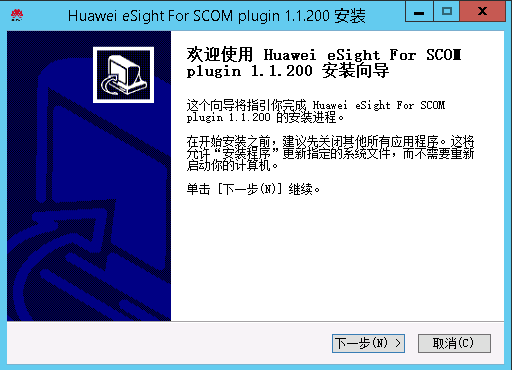 Huawei eSight For SCOM plugin 1.1.200 安装
欢迎使用 Huawei eSight For SCOM
plugin 1.1.200 安装向导
这个向导将指引你完成 Huawei eSight For SCOM
plugin 1.1.200 的安装进程。
在开始安装之前，建议先关闭其他所有应用程序。这将
允许“安装程序”更新指定的系统文件，而不需要重新
启动你的计算机。
单击 [下一步(N)] 继续。
下一步(N) >
取消(C)